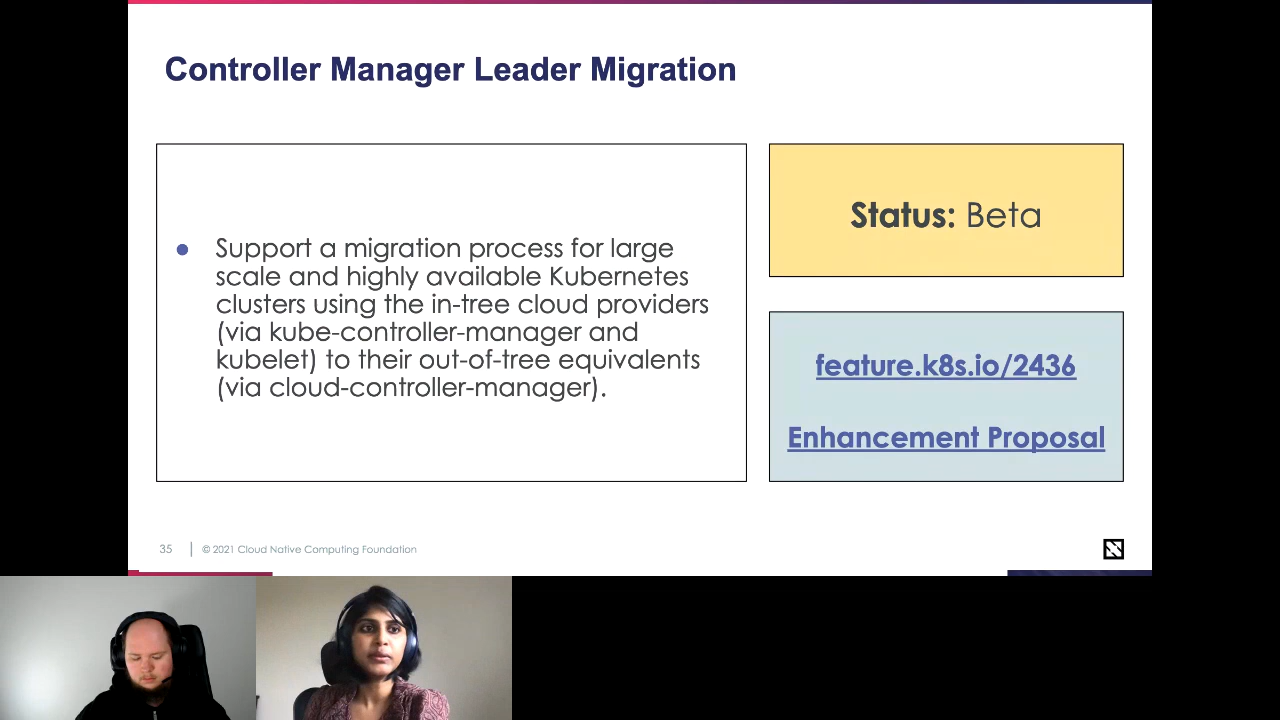 Controller Manager Leader Migration
● Support a migration process for large
scale and highly available Kubernetes
clusters using the in-tree cloud providers
(via kube-controller-manager and
kubelet) to their out-of-tree equivalents
(via cloud-controller-manager).
Status: Beta
feature.k8s.io/2436
Enhancement Proposal
35 | © 2021 Cloud Native Computing Foundation